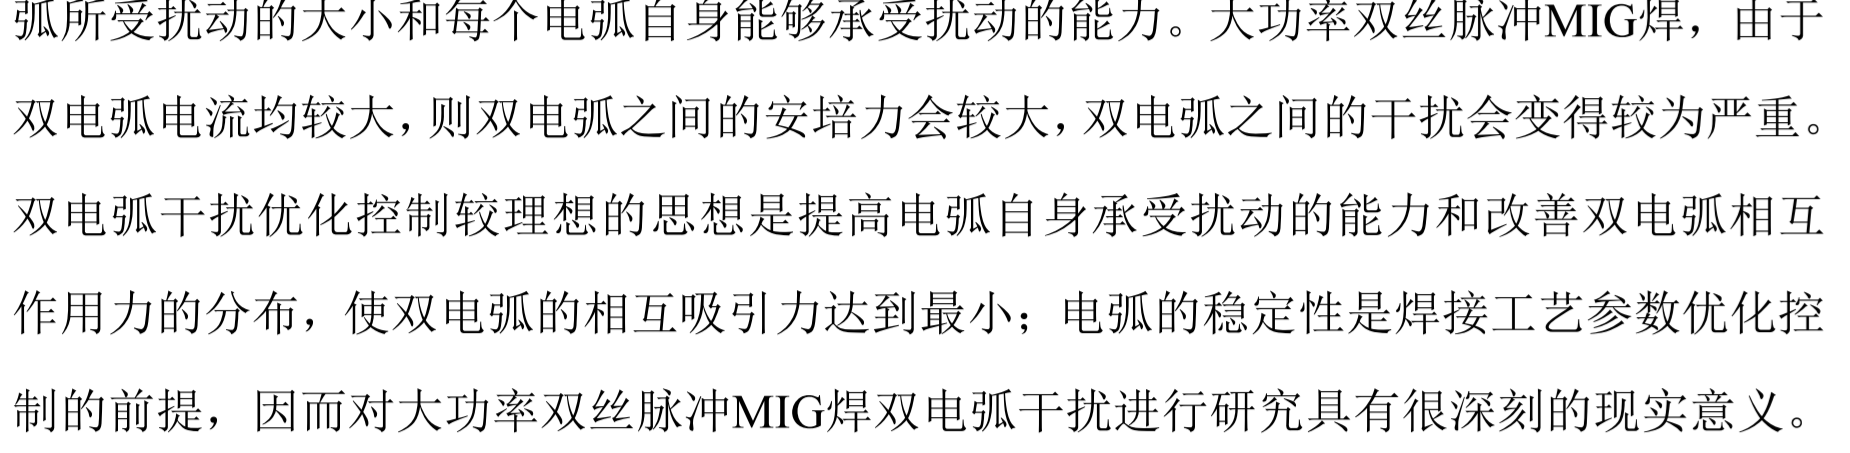 弧所受扰动的大小和每个电弧自身能够承受扰动的能力。大功率双丝脉冲MIG焊，由于
双电弧电流均较大，则双电弧之间的安培力会较大，双电弧之间的干扰会变得较为严重。
双电弧干扰优化控制较理想的思想是提高电弧自身承受扰动的能力和改善双电弧相互
作用力的分布，使双电弧的相互吸引力达到最小；电弧的稳定性是焊接工艺参数优化控
制的前提，因而对大功率双丝脉冲MIG焊双电弧干扰进行研究具有很深刻的现实意义。